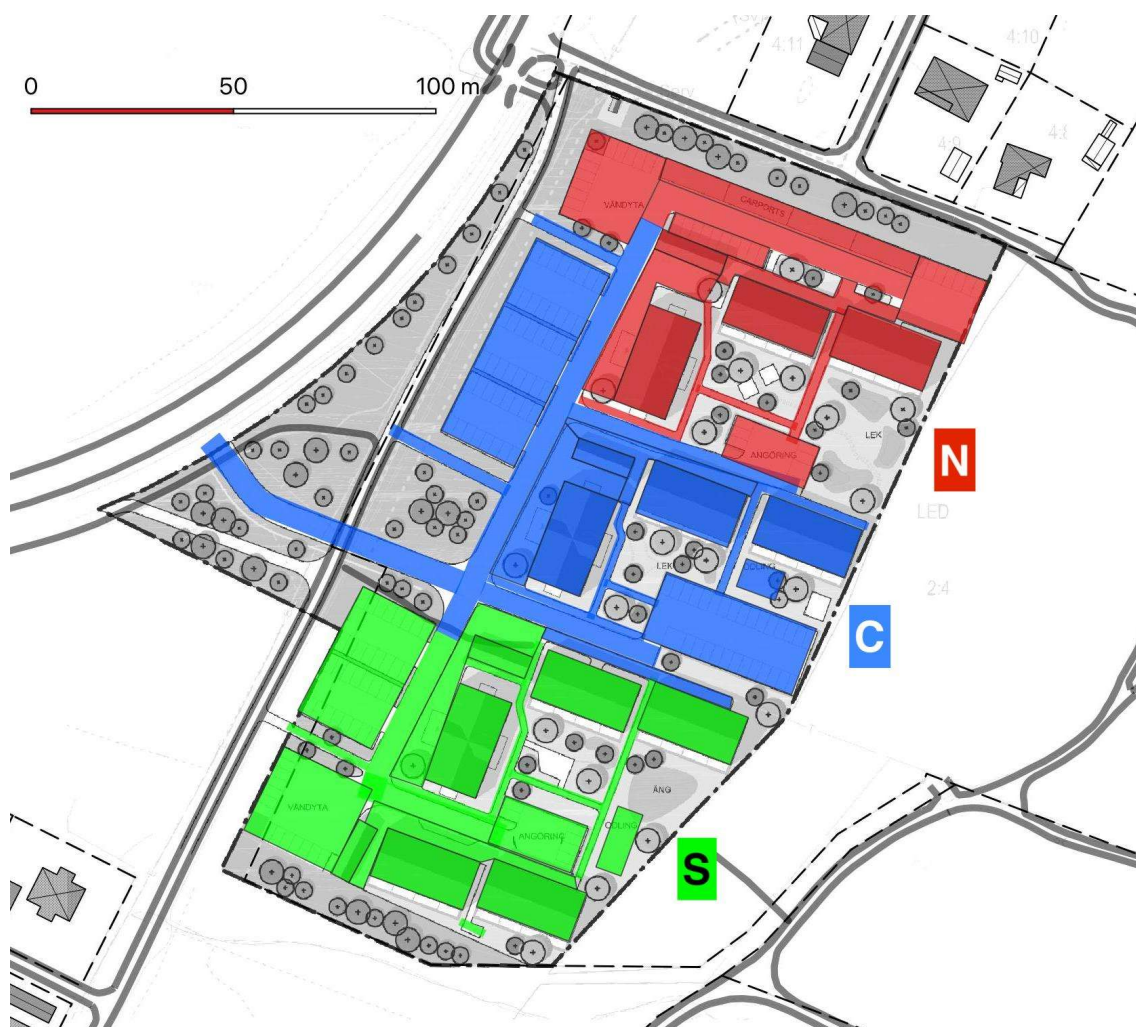 0 50 100 m
4:11
4:10
4:9
VÄNDYTA
CARPORTS
LEK
N
ANGÖRING
LED
LEK
ODLING
2:4
C
ÄNG
VÄNDYTA
ANGÖRING
ODLING
S